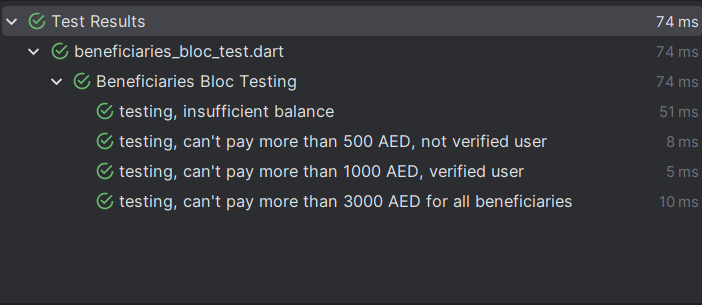 Test Results 74 ms
beneficiaries_bloc_test.dart 74 ms
Beneficiaries Bloc Testing 74 ms
testing, insufficient balance 51 ms
testing, can't pay more than 500 AED, not verified user 8 ms
testing, can't pay more than 1000 AED, verified user 5 ms
testing, can't pay more than 3000 AED for all beneficiaries 10 ms